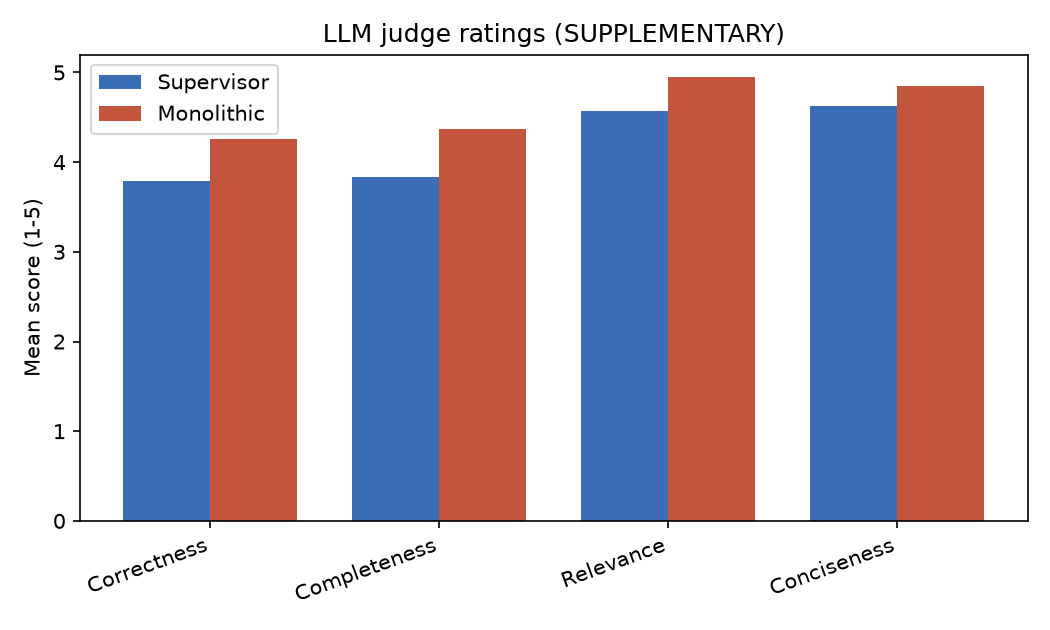 LLM judge ratings (SUPPLEMENTARY)
Supervisor
Monolithic
Mean score (1-5)
5
4
3
2
1
0
Correctness
Completeness
Relevance
Conciseness